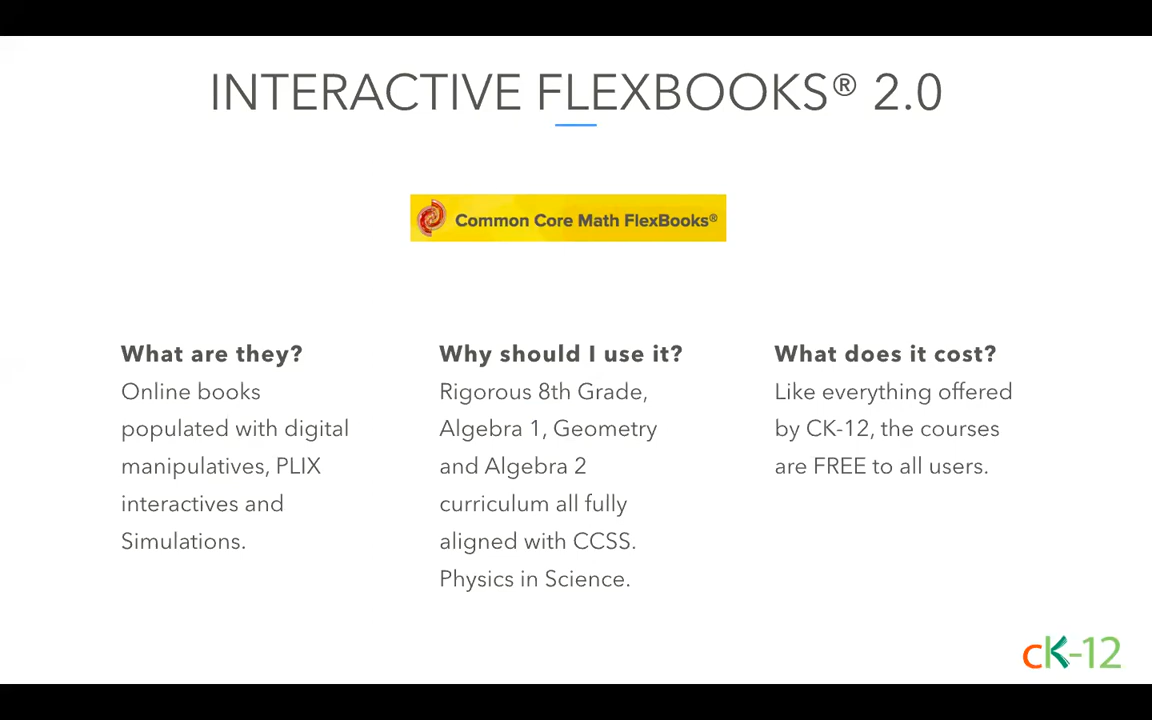 INTERACTIVE FLEXBOOKS® 2.0
Common Core Math FlexBooks®
What are they?
Online books
populated with digital
manipulatives, PLIX
interactives and
Simulations.
Why should I use it?
Rigorous 8th Grade,
Algebra 1, Geometry
and Algebra 2
curriculum all fully
aligned with CCSS.
Physics in Science.
What does it cost?
Like everything offered
by CK-12, the courses
are FREE to all users.
cK-12